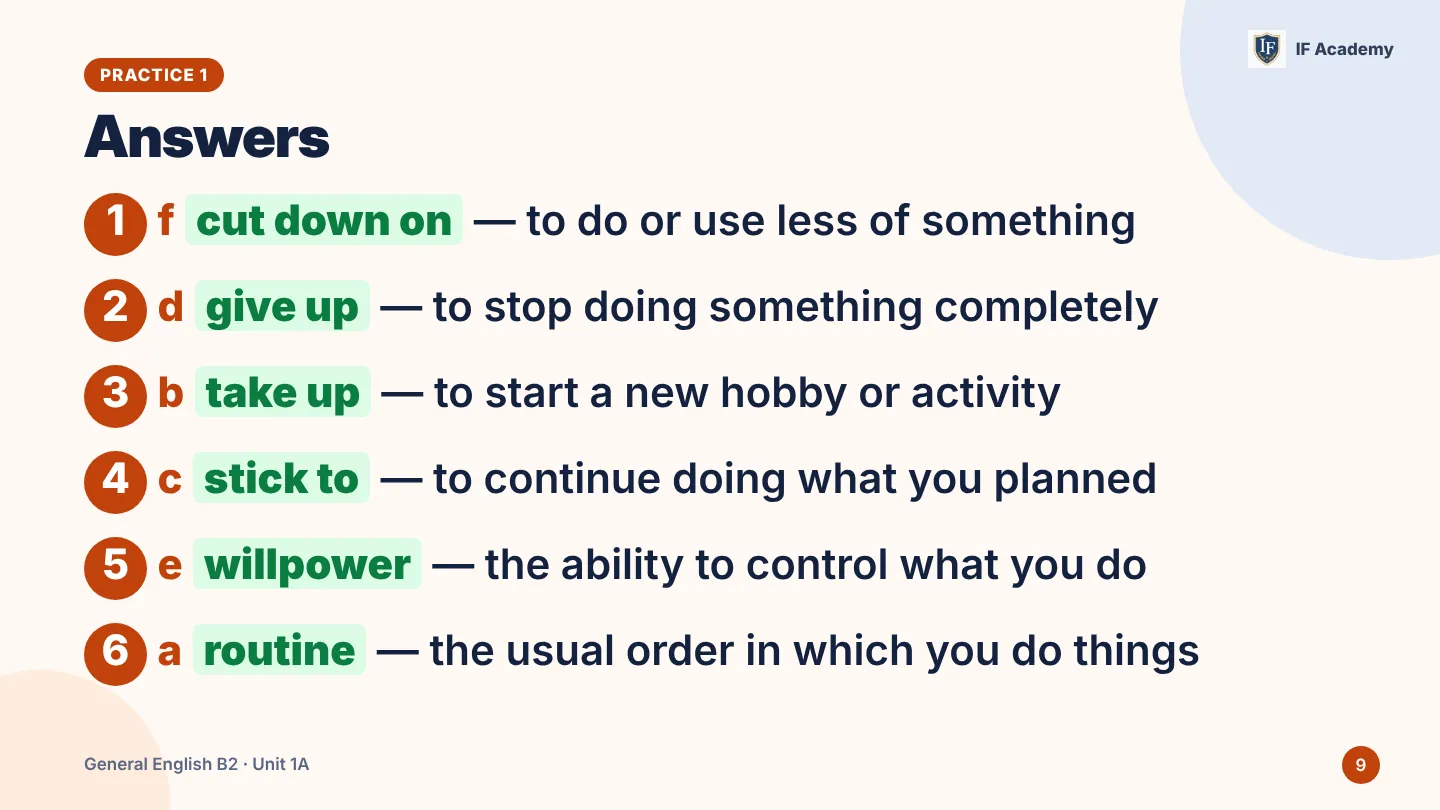 IF IF Academy
PRACTICE 1
Answers
1 f cut down on — to do or use less of something
2 d give up — to stop doing something completely
3 b take up — to start a new hobby or activity
4 c stick to — to continue doing what you planned
5 e willpower — the ability to control what you do
6 a routine — the usual order in which you do things
General English B2 · Unit 1A
9